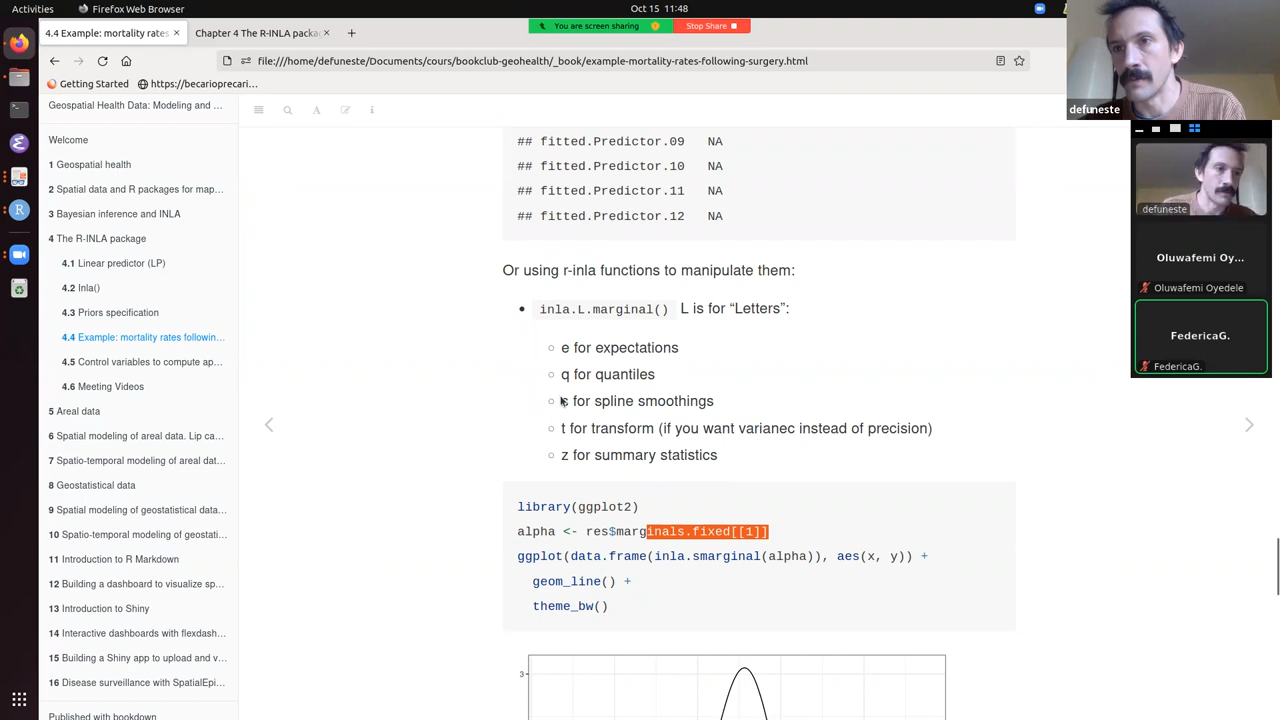 Activities
Firefox Web Browser
Oct 15 11:48
You are screen sharing
Stop Share
4.4 Example: mortality rates
Chapter 4 The R-INLA packa
file:///home/defuneste/Documents/cours/bookclub-geohealth/_book/example-mortality-rates-following-surgery.html
Getting Started
https://becarioprecari...
Geospatial Health Data: Modeling and ...
Welcome
1 Geospatial health
2 Spatial data and R packages for map...
3 Bayesian inference and INLA
4 The R-INLA package
4.1 Linear predictor (LP)
4.2 Inla()
4.3 Priors specification
4.4 Example: mortality rates followin...
4.5 Control variables to compute ap...
4.6 Meeting Videos
5 Areal data
6 Spatial modeling of areal data. Lip ca...
7 Spatio-temporal modeling of areal dat...
8 Geostatistical data
9 Spatial modeling of geostatistical data...
10 Spatio-temporal modeling of geostati...
11 Introduction to R Markdown
12 Building a dashboard to visualize sp...
13 Introduction to Shiny
14 Interactive dashboards with flexdash...
15 Building a Shiny app to upload and v...
16 Disease surveillance with SpatialEpi...
Published with bookdown
## fitted.Predictor.09 NA
## fitted.Predictor.10 NA
## fitted.Predictor.11 NA
## fitted.Predictor.12 NA
Or using r-inla functions to manipulate them:
inla.L.marginal() L is for “Letters”:
e for expectations
q for quantiles
s for spline smoothings
t for transform (if you want varianec instead of precision)
z for summary statistics
library(ggplot2)
alpha <- res$marginals.fixed[[1]]
ggplot(data.frame(inla.smarginal(alpha)), aes(x, y)) +
geom_line() +
theme_bw()
3
defuneste
defuneste
Oluwafemi Oy...
Oluwafemi Oyedele
FedericaG.
FedericaG.